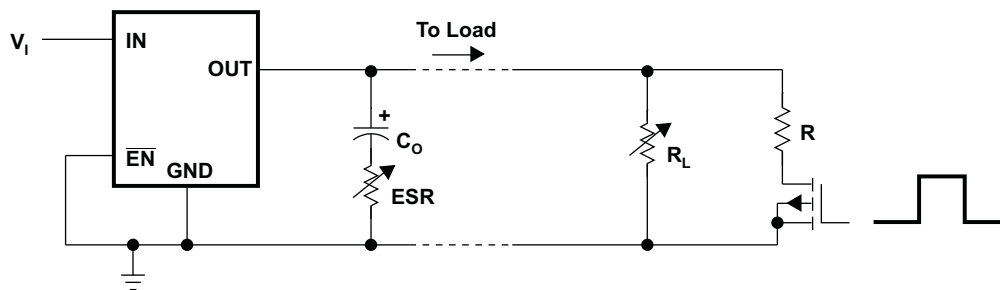 To Load
V_I
IN
OUT
+
C_O
R_L
R
EN̅
GND
ESR